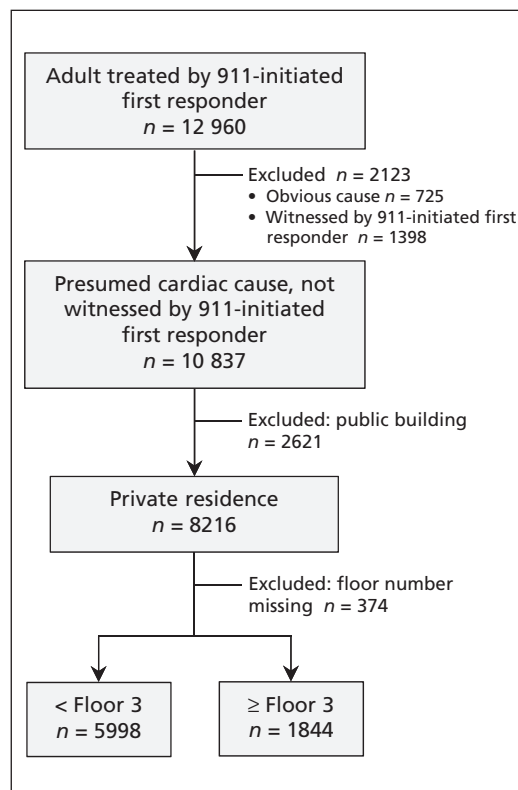 Adult treated by 911-initiated
first responder
n = 12 960
Excluded n = 2123
• Obvious cause n = 725
• Witnessed by 911-initiated first
responder n = 1398
Presumed cardiac cause, not
witnessed by 911-initiated
first responder
n = 10 837
Excluded: public building
n = 2621
Private residence
n = 8216
Excluded: floor number
missing n = 374
< Floor 3
n = 5998
≥ Floor 3
n = 1844